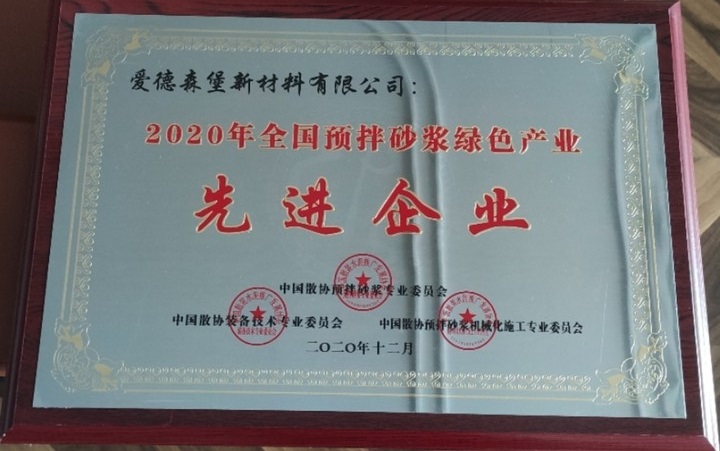 爱德森堡新材料有限公司：
2020年全国预拌砂浆绿色产业
先进企业
中国散协预拌砂浆专业委员会
中国散协装备技术专业委员会 中国散协预拌砂浆机械化施工专业委员会
二〇二〇年十二月